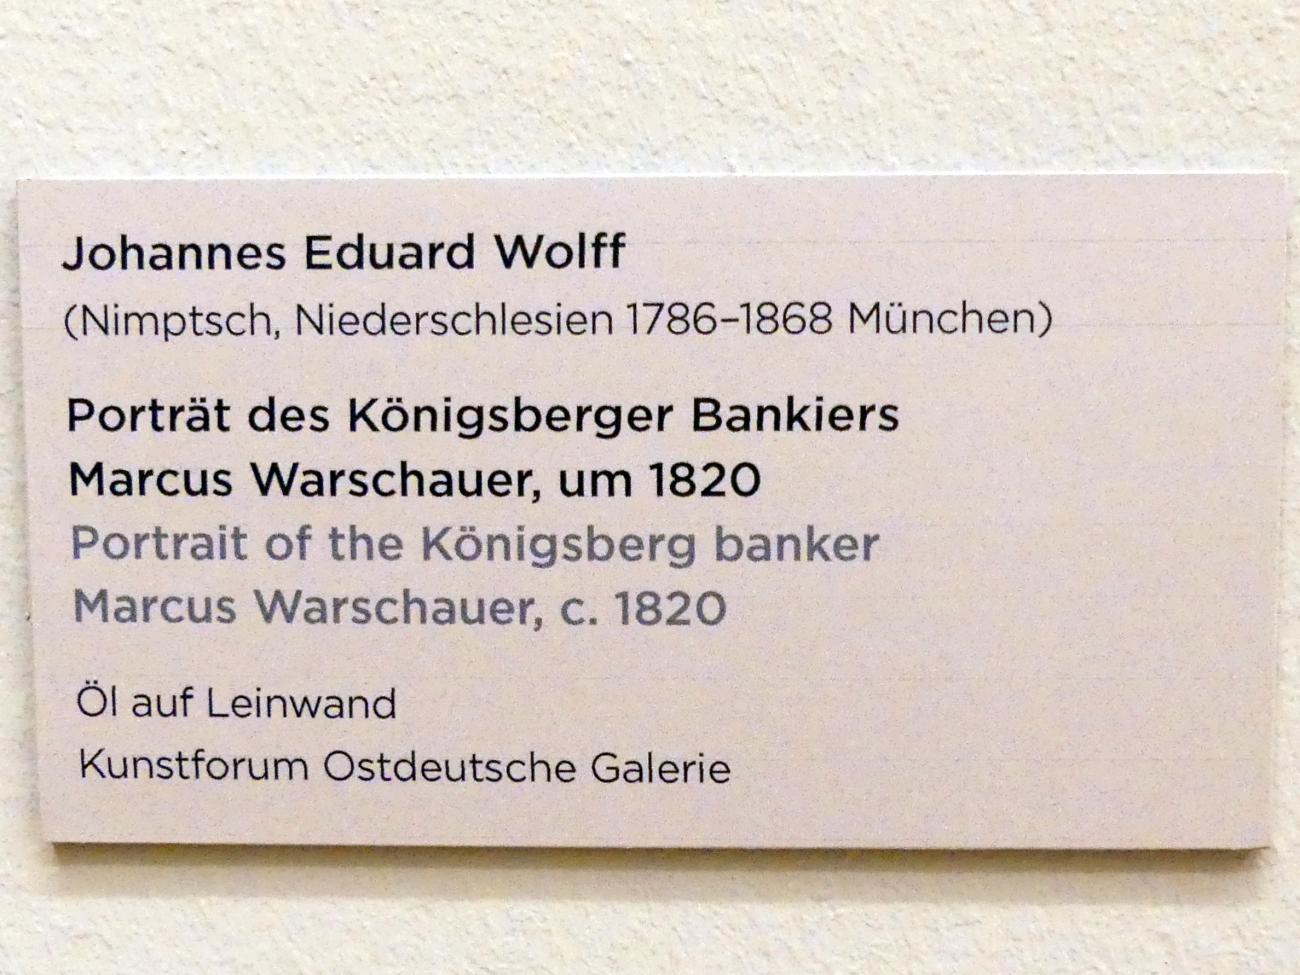 Johannes Eduard Wolff
(Nimptsch, Niederschlesien 1786–1868 München)
Porträt des Königsberger Bankiers
Marcus Warschauer, um 1820
Portrait of the Königsberg banker
Marcus Warschauer, c. 1820
Öl auf Leinwand
Kunstforum Ostdeutsche Galerie